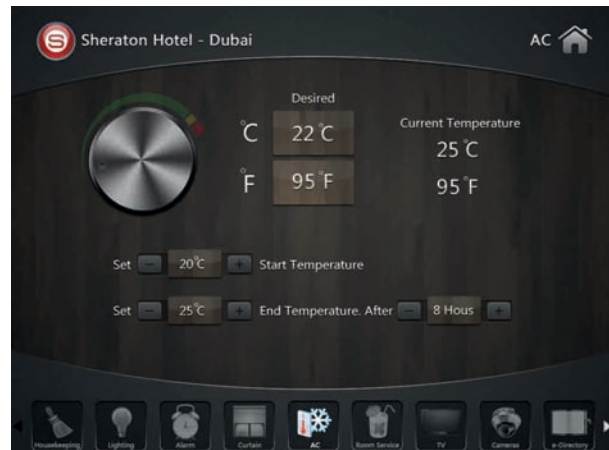 S Sheraton Hotel - Dubai
AC
Desired
°C 22°C
°F 95°F
Current Temperature
25°C
95°F
Set - 20°C + Start Temperature
Set - 25°C + End Temperature. After - 8 Hous +
Housekeeping
Lighting
Alarm
Curtain
AC
Room Service
TV
Cameras
e-Directory